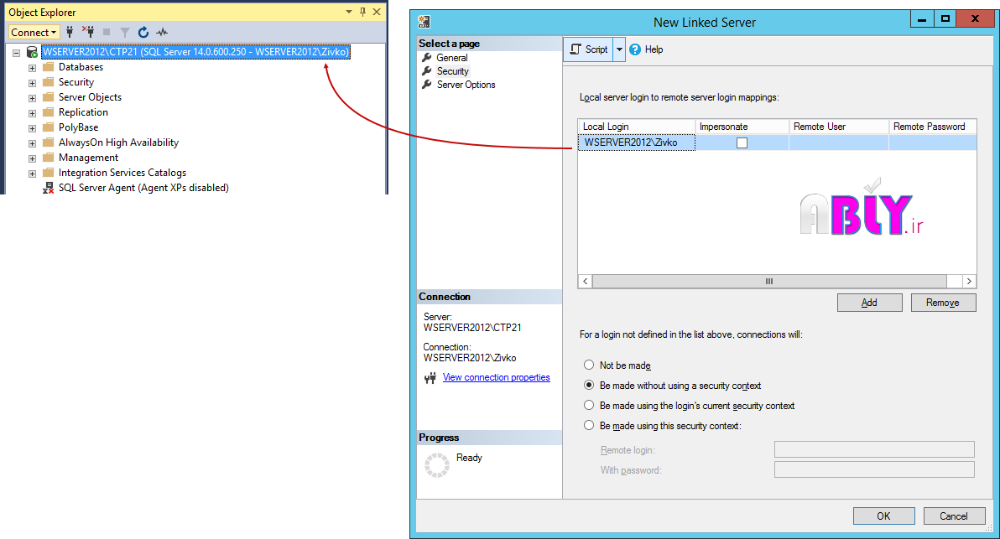 Object Explorer
Connect
WSERVER2012\CTP21 (SQL Server 14.0.600.250 - WSERVER2012\Zivko)
Databases
Security
Server Objects
Replication
PolyBase
AlwaysOn High Availability
Management
Integration Services Catalogs
SQL Server Agent (Agent XPs disabled)
New Linked Server
Select a page
General
Security
Server Options
Script
Help
Local server login to remote server login mappings:
Local Login Impersonate Remote User Remote Password
WSERVER2012\Zivko
ABLY.ir
Add Remove
Connection
Server:
WSERVER2012\CTP21
Connection:
WSERVER2012\Zivko
View connection properties
For a login not defined in the list above, connections will:
Not be made
Be made without using a security context
Be made using the login's current security context
Be made using this security context:
Remote login:
With password:
Progress
Ready
OK Cancel